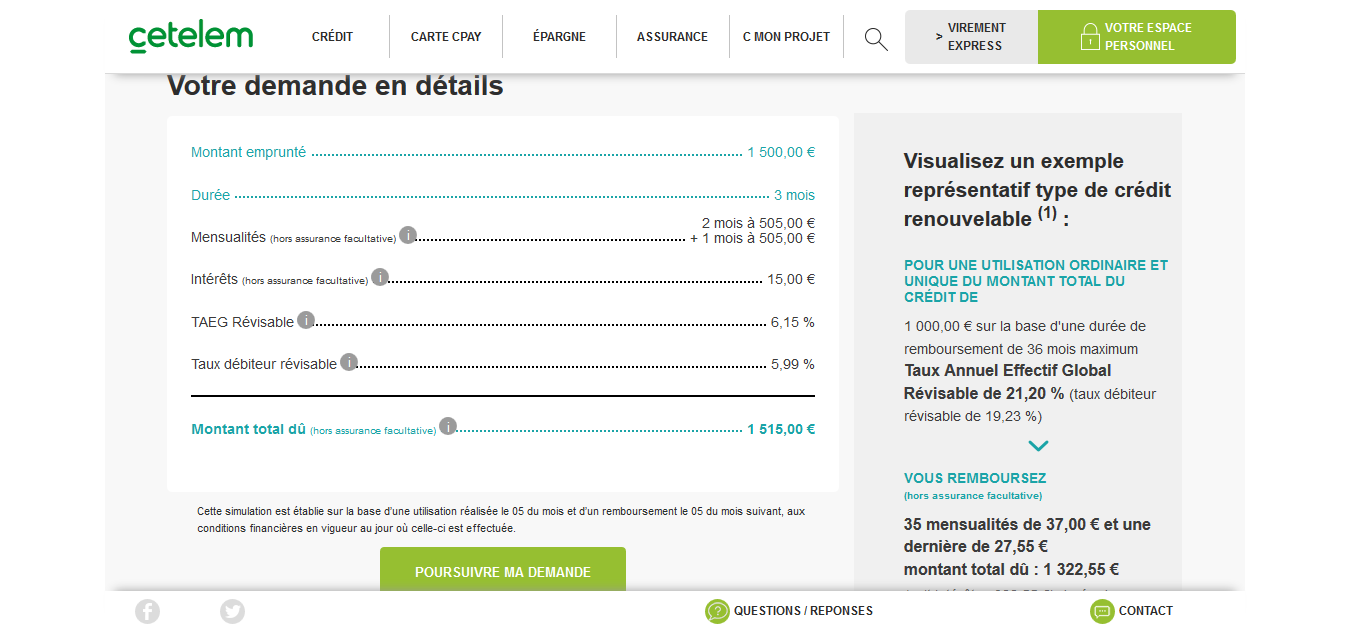 cetelem
CRÉDIT
CARTE CPAY
ÉPARGNE
ASSURANCE
C MON PROJET
> VIREMENT
EXPRESS
VOTRE ESPACE
PERSONNEL
Votre demande en détails
Montant emprunté 1 500,00 €
Durée 3 mois
2 mois à 505,00 €
Mensualités (hors assurance facultative) i + 1 mois à 505,00 €
Intérêts (hors assurance facultative) i 15,00 €
TAEG Révisable i 6,15 %
Taux débiteur révisable i 5,99 %
Montant total dû (hors assurance facultative) i 1 515,00 €
Cette simulation est établie sur la base d'une utilisation réalisée le 05 du mois et d'un remboursement le 05 du mois suivant, aux
conditions financières en vigueur au jour où celle-ci est effectuée.
POURSUIVRE MA DEMANDE
Visualisez un exemple
représentatif type de crédit
renouvelable (1) :
POUR UNE UTILISATION ORDINAIRE ET
UNIQUE DU MONTANT TOTAL DU
CRÉDIT DE
1 000,00 € sur la base d'une durée de
remboursement de 36 mois maximum
Taux Annuel Effectif Global
Révisable de 21,20 % (taux débiteur
révisable de 19,23 %)
VOUS REMBOURSEZ
(hors assurance facultative)
35 mensualités de 37,00 € et une
dernière de 27,55 €
montant total dû : 1 322,55 €
QUESTIONS / REPONSES
CONTACT